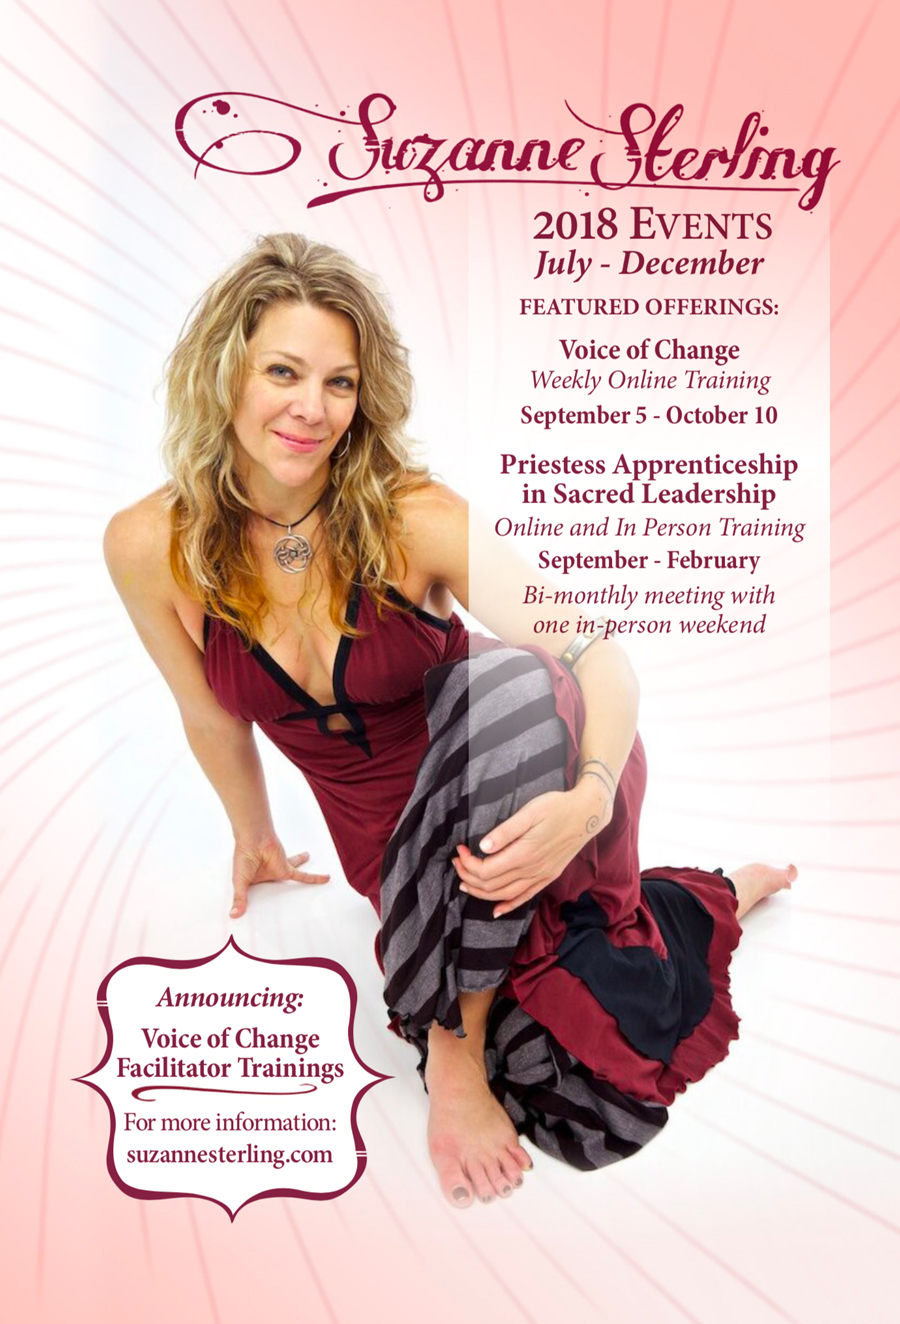 Suzanne Sterling
2018 EVENTS
July - December
FEATURED OFFERINGS:
Voice of Change
Weekly Online Training
September 5 - October 10
Priestess Apprenticeship
in Sacred Leadership
Online and In Person Training
September - February
Bi-monthly meeting with
one in-person weekend
Announcing:
Voice of Change
Facilitator Trainings
For more information:
suzannesterling.com